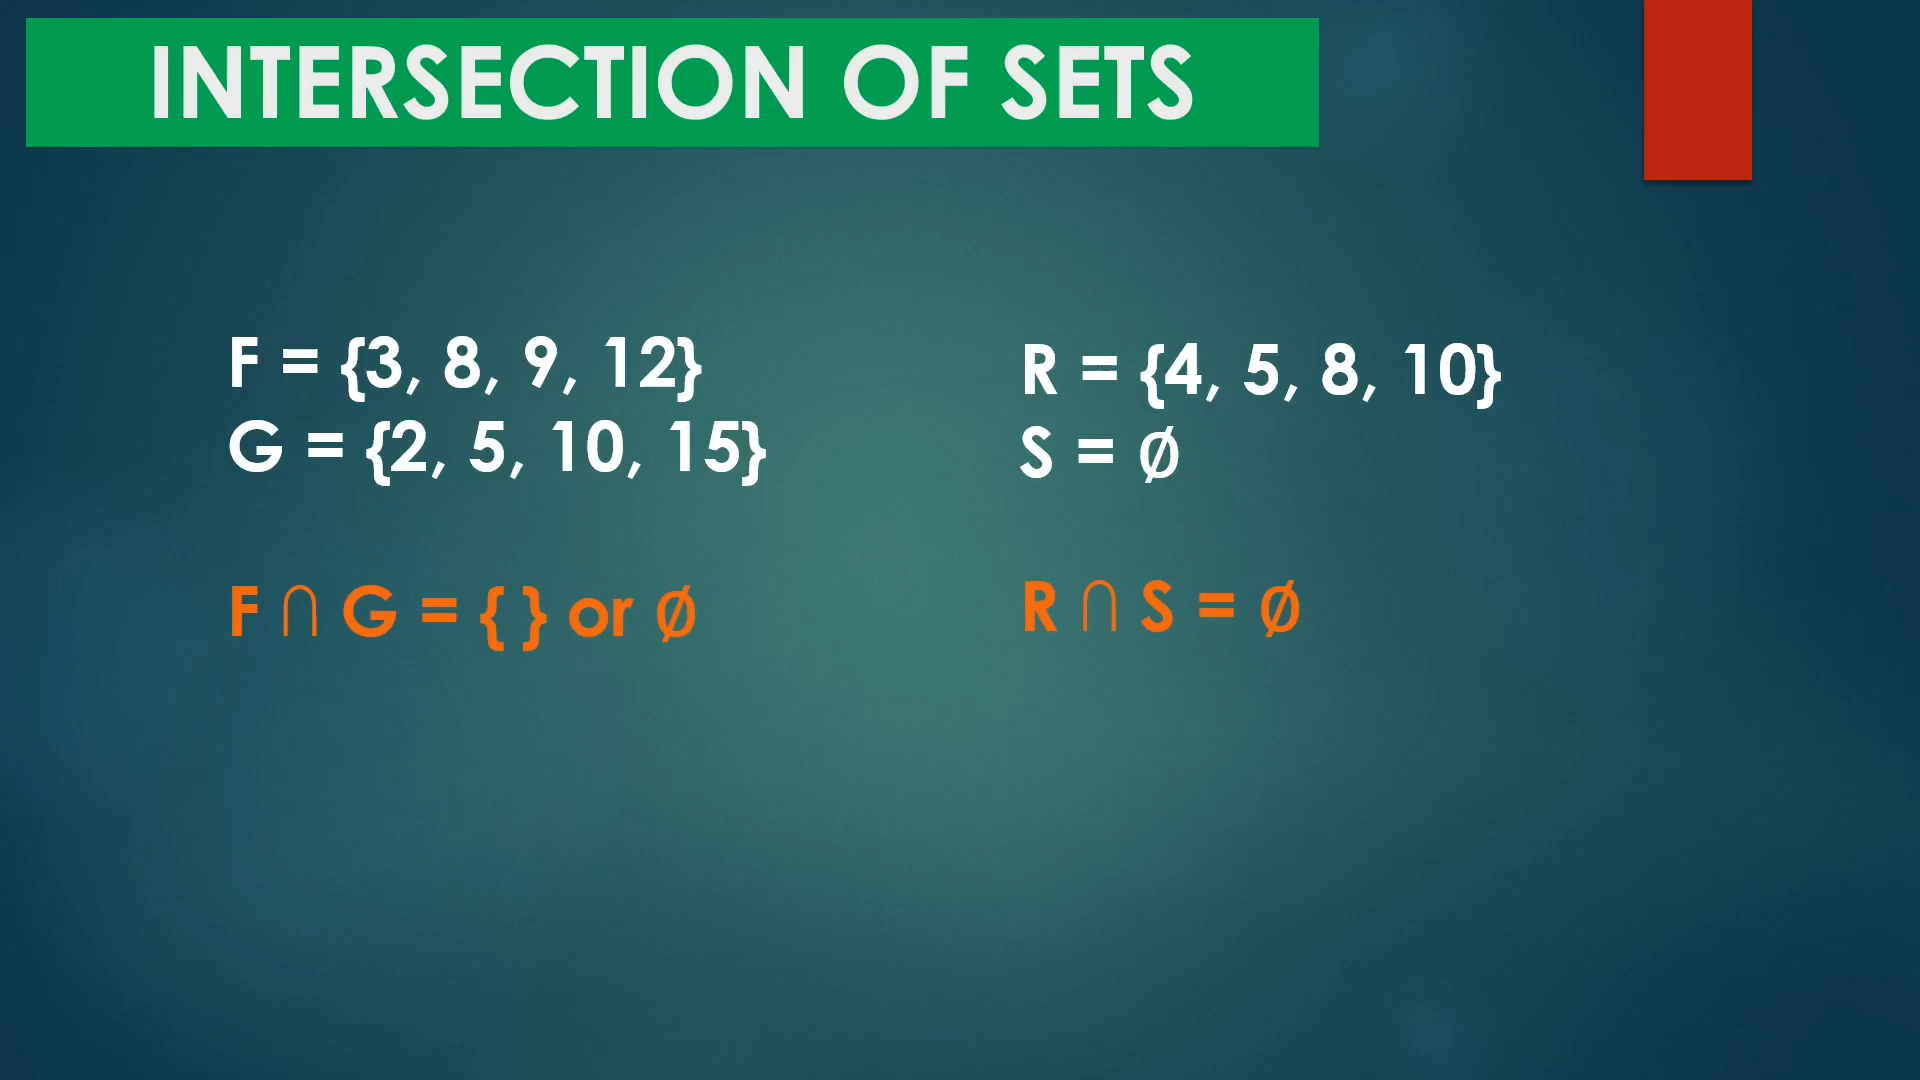 INTERSECTION OF SETS
F = {3, 8, 9, 12}
G = {2, 5, 10, 15}
F ∩ G = { } or ∅
R = {4, 5, 8, 10}
S = ∅
R ∩ S = ∅